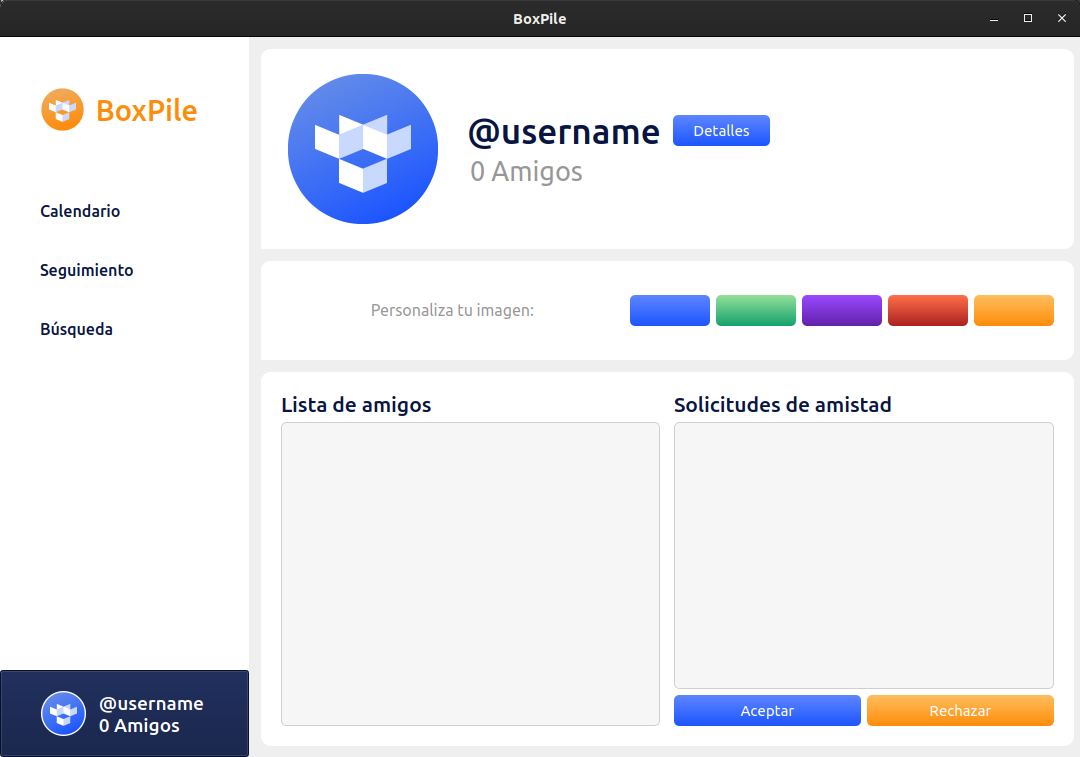 BoxPile
BoxPile
Calendario
Seguimiento
Búsqueda
@username
0 Amigos
@username
Detalles
0 Amigos
Personaliza tu imagen:
Lista de amigos
Solicitudes de amistad
Aceptar
Rechazar